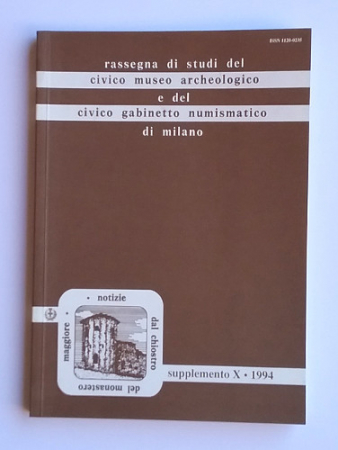 rassegna di studi del
civico museo archeologico
e del
civico gabinetto numismatico
di milano
notizie
dal chiostro
del monastero
maggiore
supplemento X • 1994